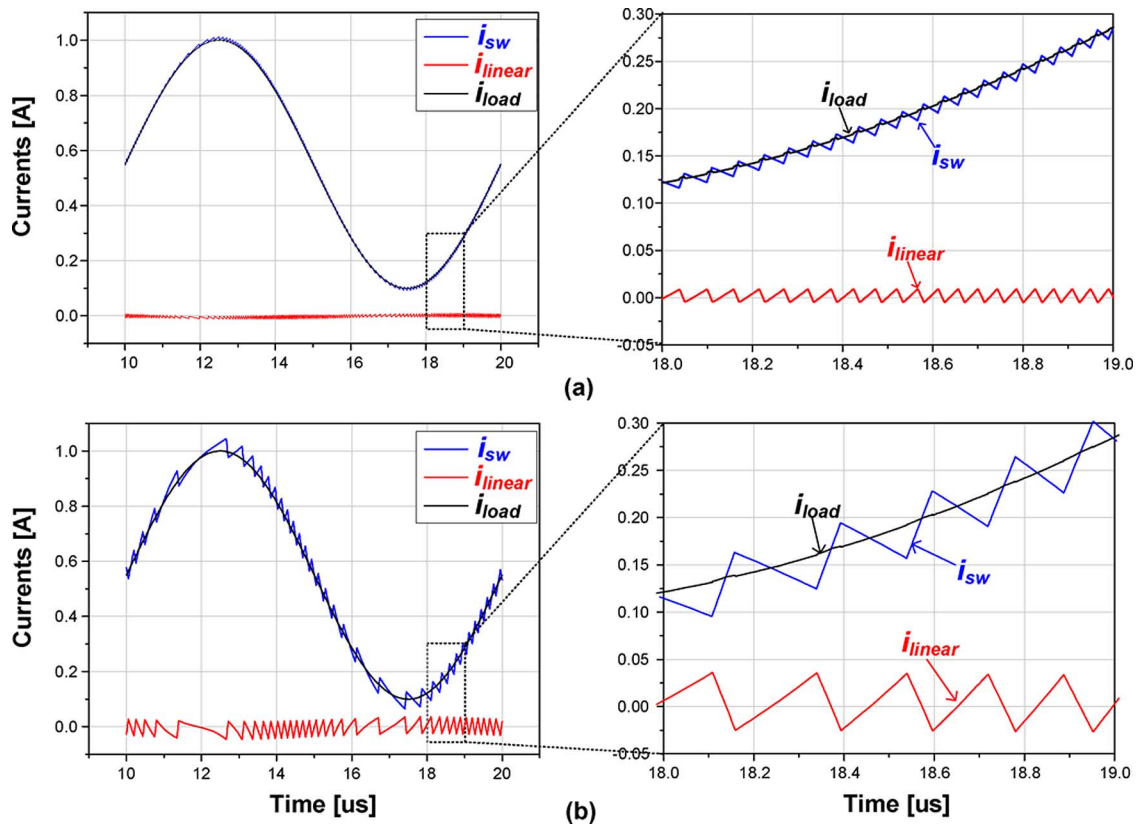 1.0
0.8
0.6
0.4
0.2
0.0
Currents [A]
i_sw
i_linear
i_load
10 12 14 16 18 20
0.30
0.25
0.20
0.15
0.10
0.05
0.00
-0.05
i_load
i_sw
i_linear
18.0 18.2 18.4 18.6 18.8 19.0
(a)
1.0
0.8
0.6
0.4
0.2
0.0
Currents [A]
i_sw
i_linear
i_load
10 12 14 16 18 20
Time [us]
0.30
0.25
0.20
0.15
0.10
0.05
0.00
-0.05
i_load
i_sw
i_linear
18.0 18.2 18.4 18.6 18.8 19.0
Time [us]
(b)